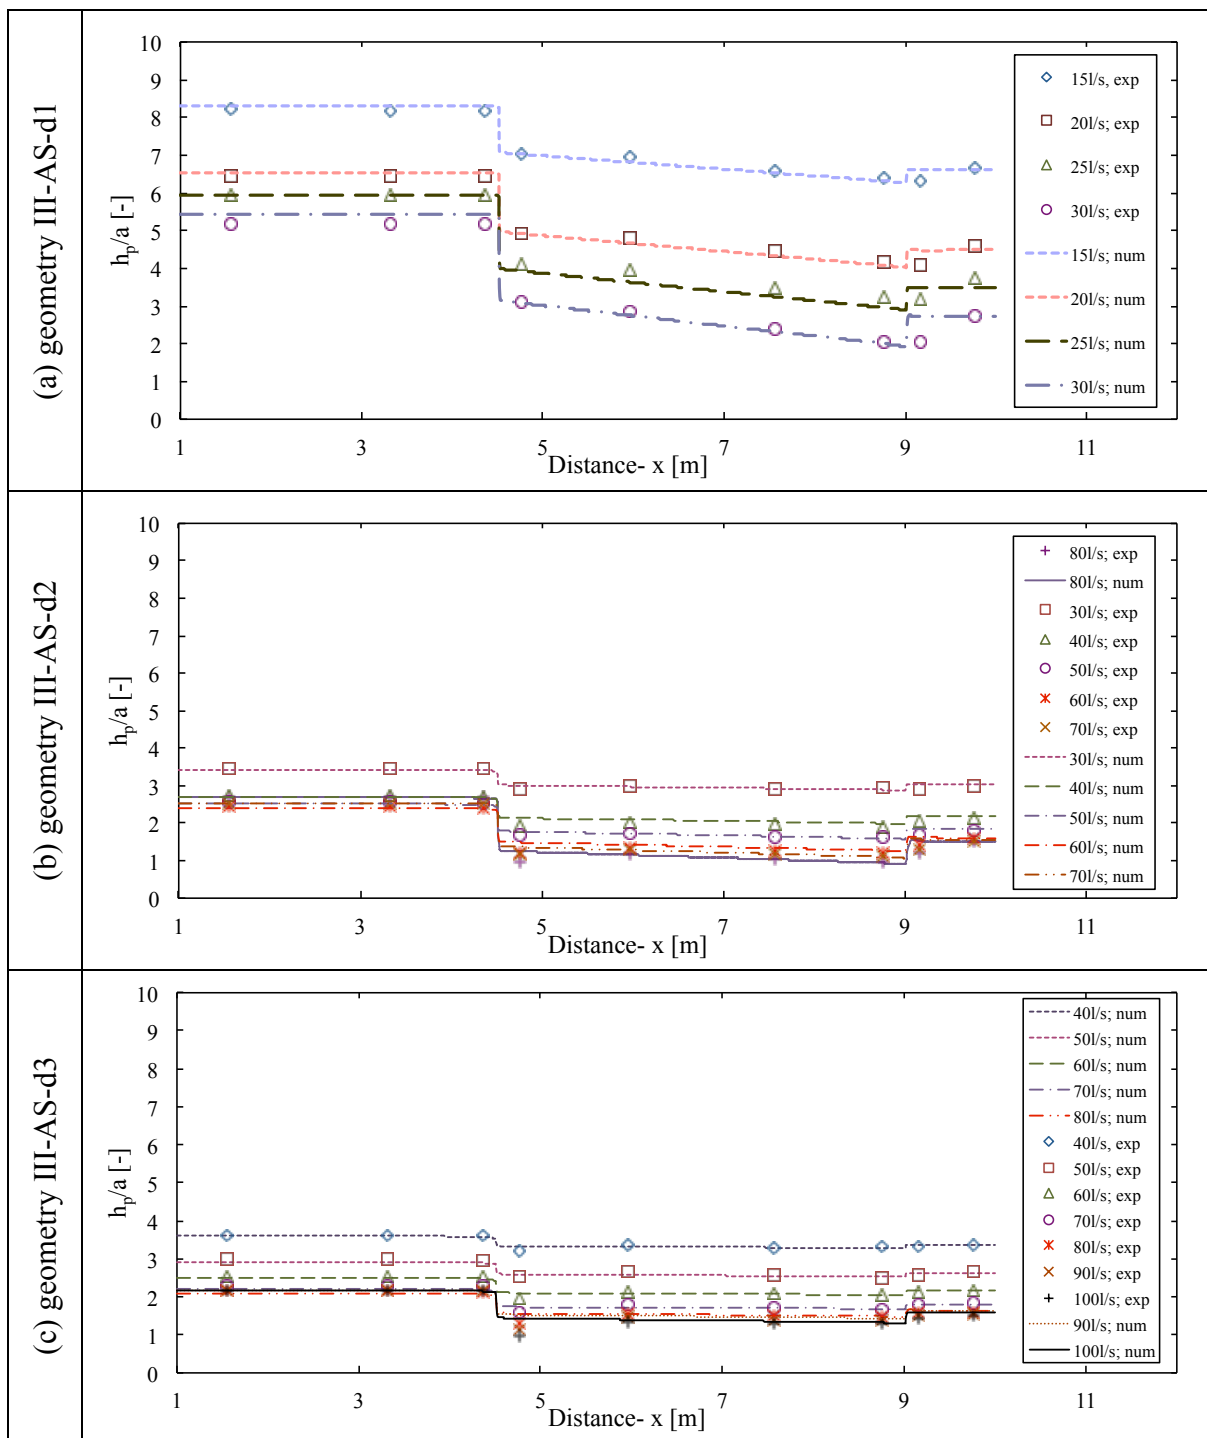 (a) geometry III-AS-d1
h_p/a [-]
10
9
8
7
6
5
4
3
2
1
0
1 3 5 7 9 11
Distance- x [m]
15l/s, exp
20l/s; exp
25l/s; exp
30l/s; exp
15l/s, num
20l/s; num
25l/s; num
30l/s; num
(b) geometry III-AS-d2
h_p/a [-]
10
9
8
7
6
5
4
3
2
1
0
1 3 5 7 9 11
Distance- x [m]
80l/s; exp
80l/s; num
30l/s; exp
40l/s; exp
50l/s; exp
60l/s; exp
70l/s; exp
30l/s; num
40l/s; num
50l/s; num
60l/s; num
70l/s; num
(c) geometry III-AS-d3
h_p/a [-]
10
9
8
7
6
5
4
3
2
1
0
1 3 5 7 9 11
Distance- x [m]
40l/s; num
50l/s; num
60l/s; num
70l/s; num
80l/s; num
40l/s, exp
50l/s; exp
60l/s; exp
70l/s; exp
80l/s; exp
90l/s; exp
100l/s; exp
90l/s; num
100l/s; num